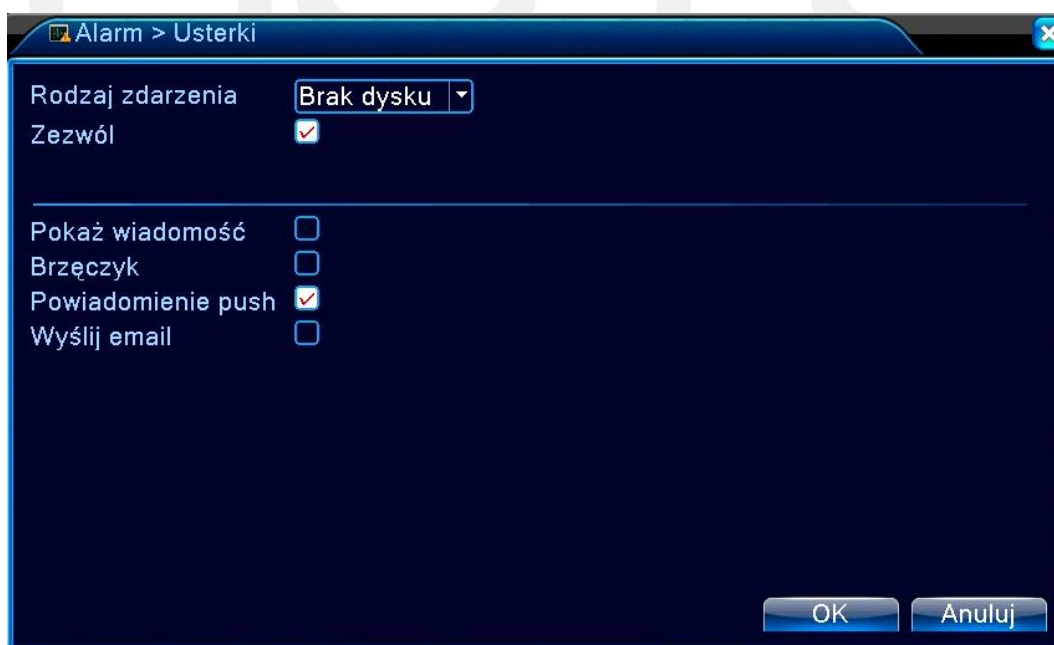 Alarm > Usterki
Rodzaj zdarzenia Brak dysku
Zezwól
Pokaż wiadomość
Brzęczyk
Powiadomienie push
Wyślij email
OK Anuluj